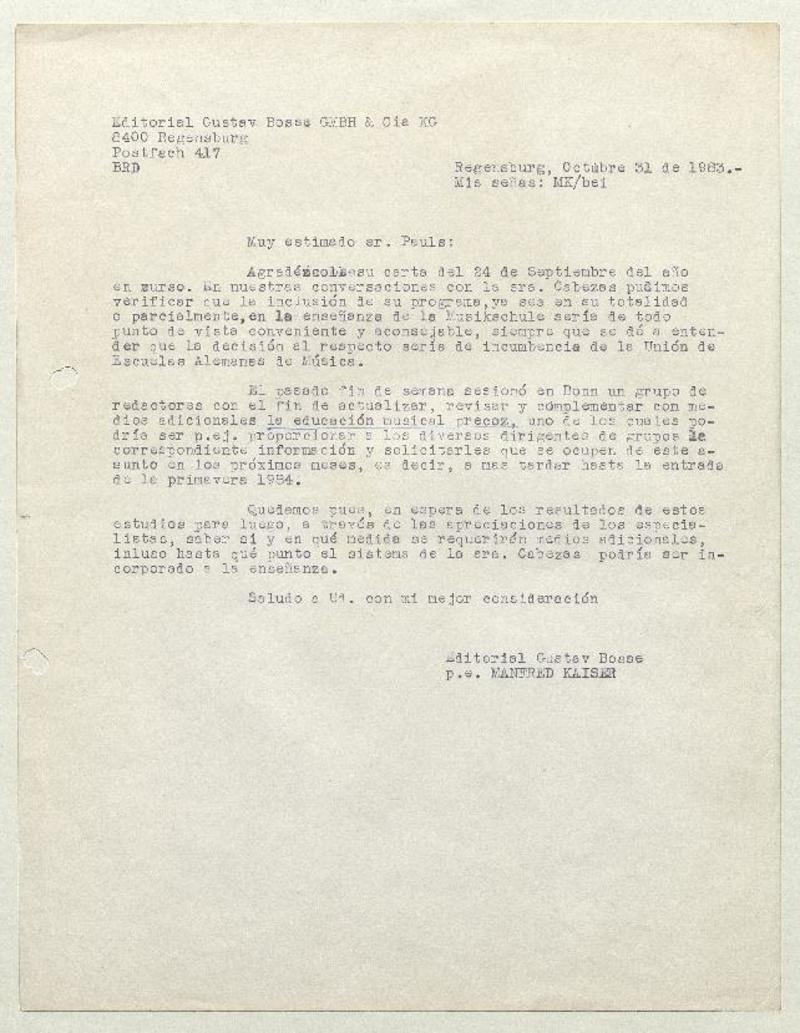 Editorial Gustav Bosse GMBH & Cia KG
8400 Regensburg
Postfach 417
BRD
Regensburg, Octubre 31 de 1983.-
Mis señas: MK/bei
Muy estimado sr. Pauls:
su carta del 24 de Septiembre del año
en curso. En nuestras conversaciones con la sra. Cabezas pudimos
verificar que la inclusión de su programa,ya sea en su totalidad
o parcialmente,en la enseñanza de la Musikschule sería de todo
punto de vista conveniente y aconsejable, siempre que se dé a enten-
der que la decisión al respecto sería de incumbencia de la Unión de
Escuelas Alemanas de Música.
El pasado fin de semana sesionó en Bonn un grupo de
redactores con el fin de actualizar, revisar y complementar con me-
dios adicionales la educación musical precoz, uno de los cuales po-
dría ser p.ej. proporcionar a los diversos dirigentes de grupos la
correspondiente información y solicitarles que se ocupen de este a-
sunto en los próximos meses, es decir, a mas tardar hasta la entrada
de la primavera 1984.
Quedamos pues, en espera de los resultados de estos
estudios para luego, a través de las apreciaciones de los especia-
listas, saber si y en qué medida se requerirán medios adicionales,
inluso hasta qué punto el sistema de la sra. Cabezas podría ser in-
corporado a la enseñanza.
Saludo a Ud. con mi mejor consideración
Editorial Gustav Bosse
p.e. MANFRED KAISER